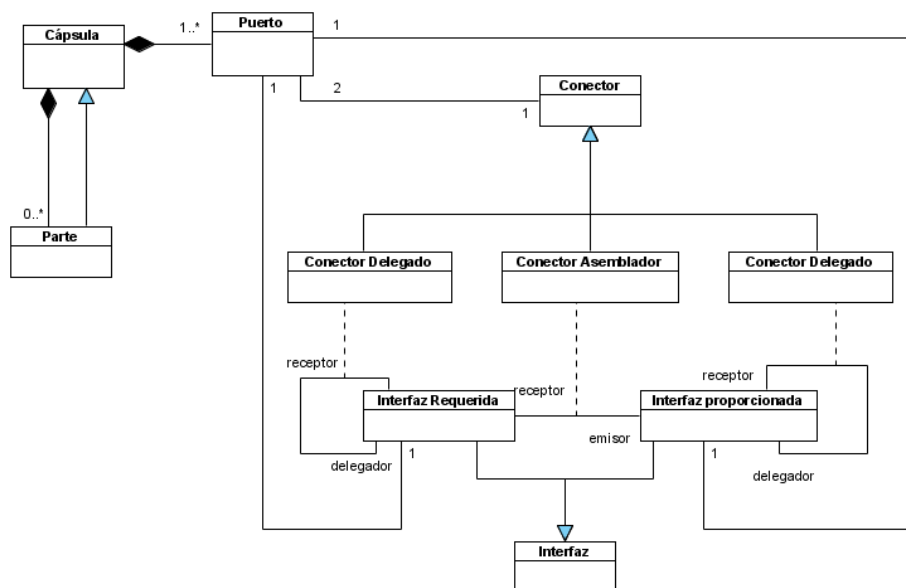 1..*
Puerto
1
Cápsula
1
2
Conector
1
0..*
Parte
Conector Delegado
Conector Asemblador
Conector Delegado
receptor
receptor
receptor
Interfaz Requerida
Interfaz proporcionada
emisor
1
1
delegador
delegador
Interfaz